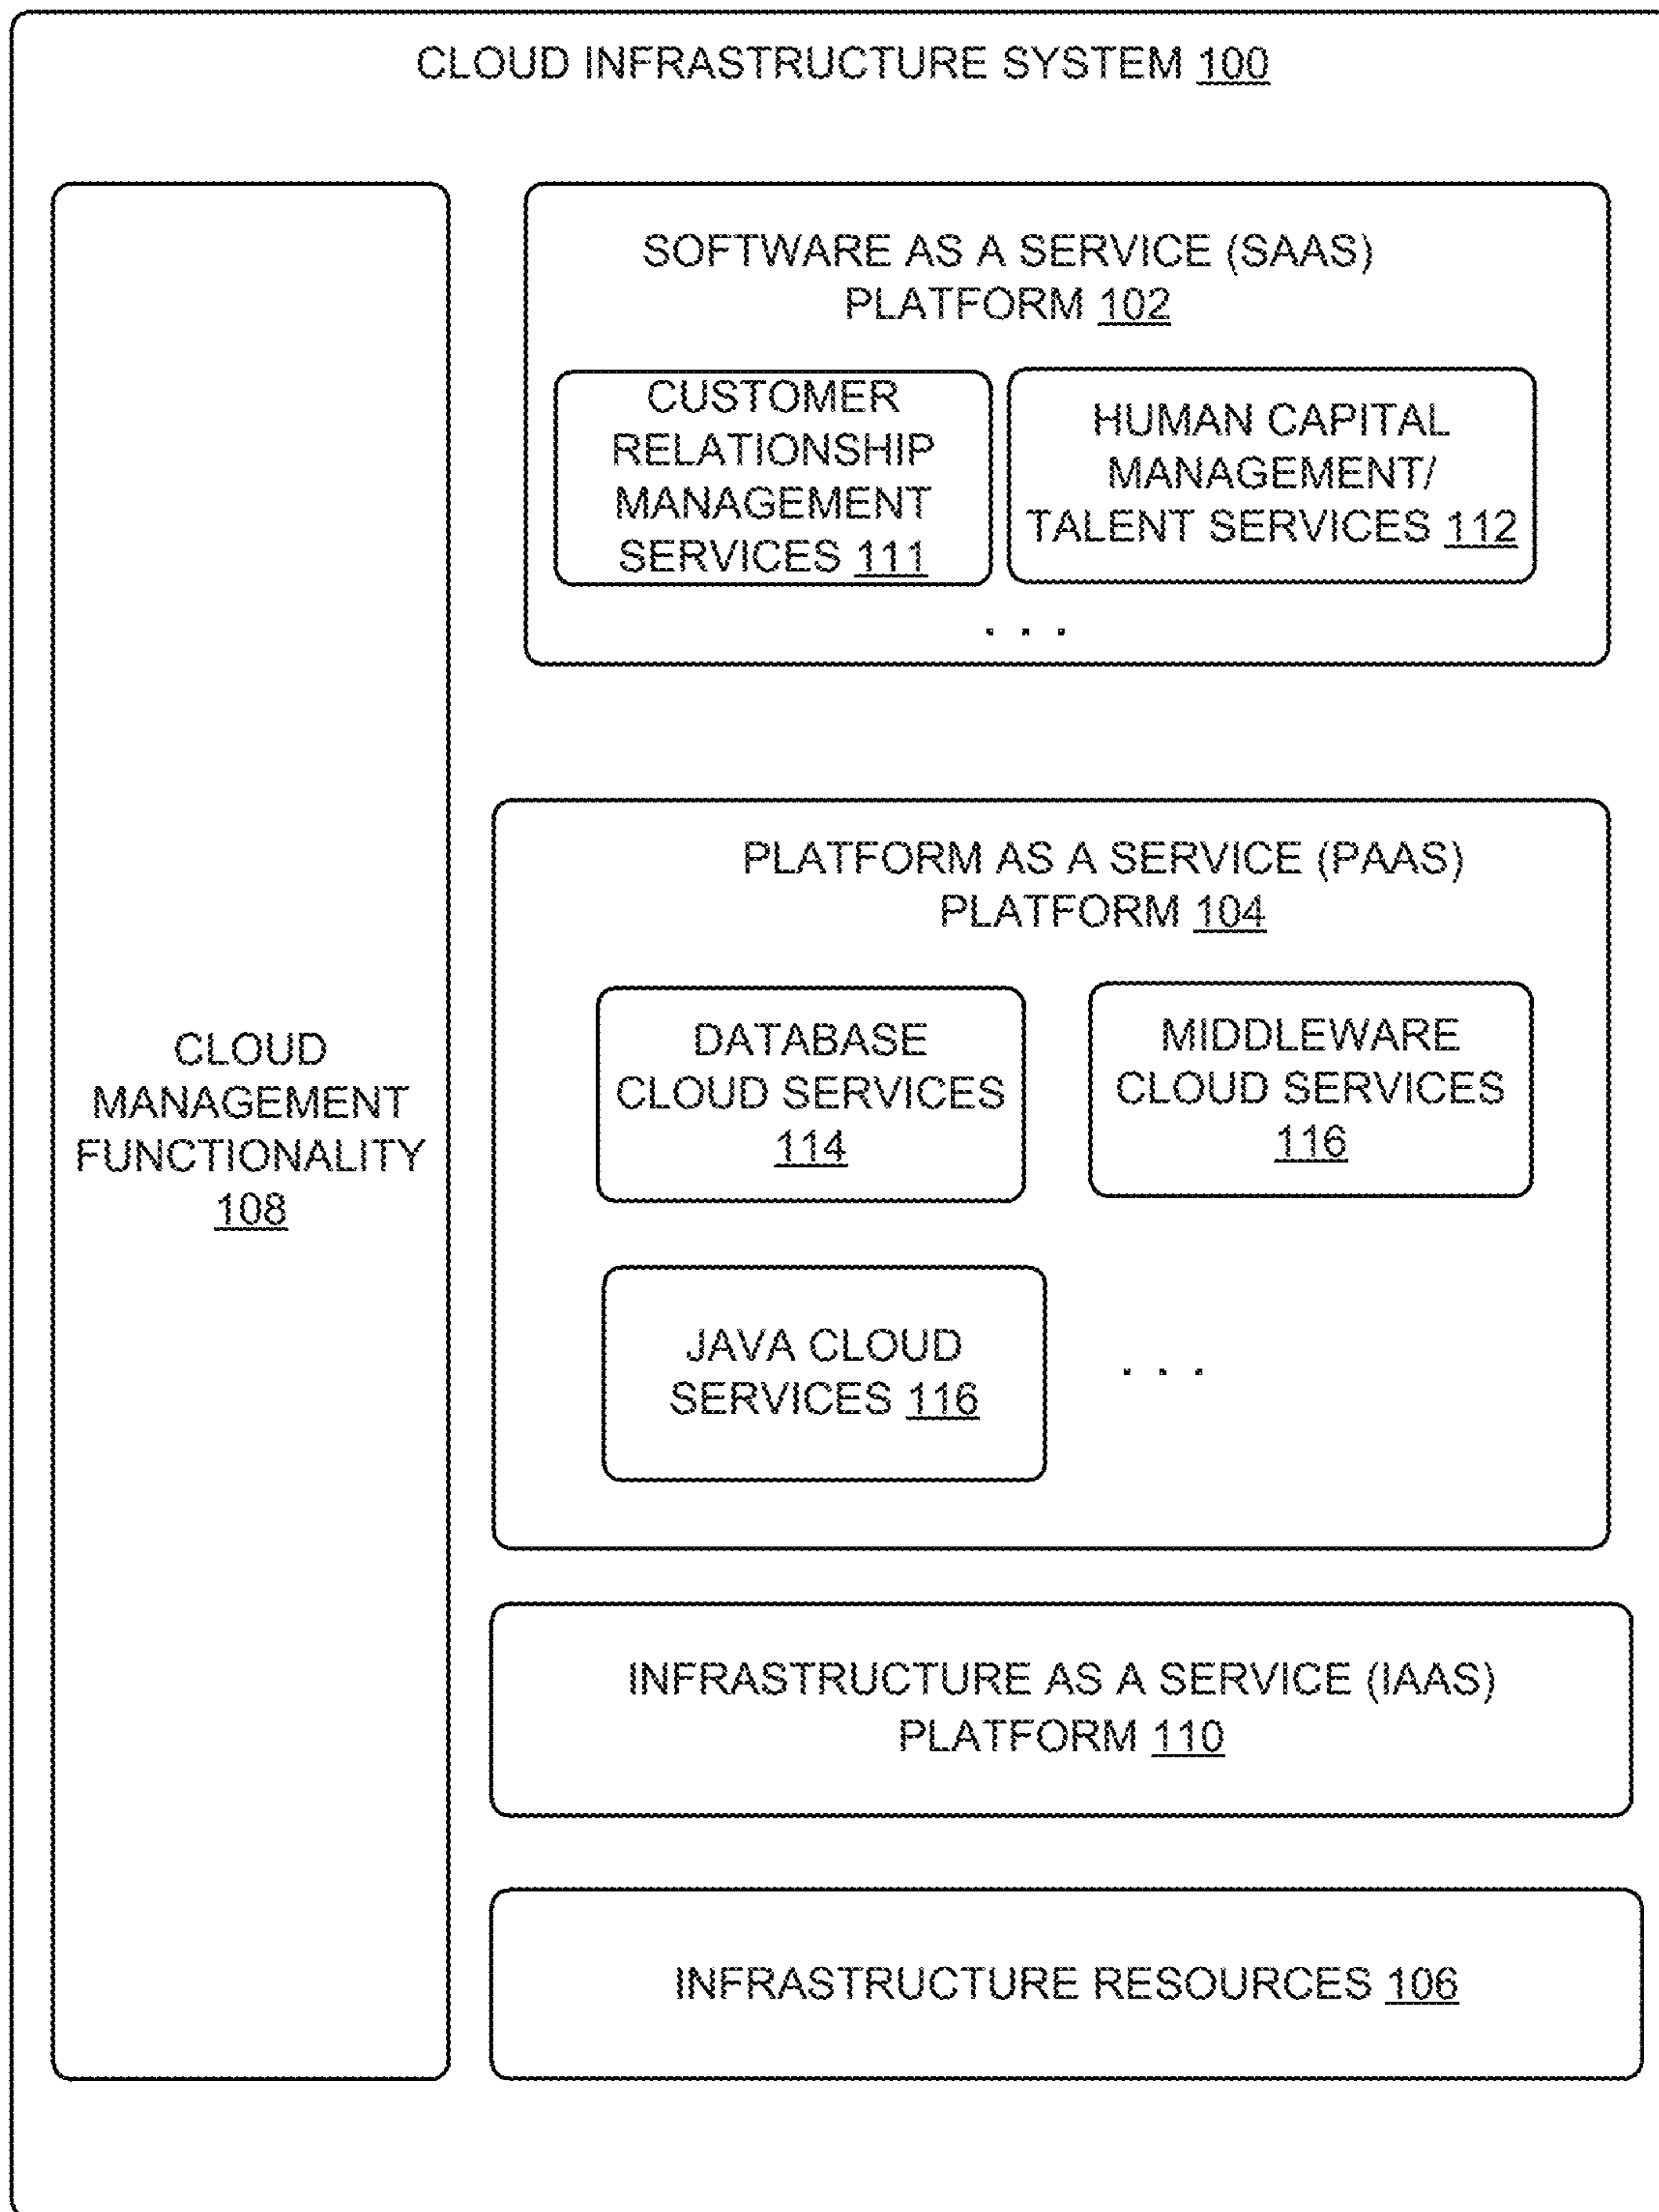 CLOUD INFRASTRUCTURE SYSTEM 100
SOFTWARE AS A SERVICE (SAAS)
PLATFORM 102
CUSTOMER
RELATIONSHIP
MANAGEMENT
SERVICES 111
HUMAN CAPITAL
MANAGEMENT/
TALENT SERVICES 112
. . .
CLOUD
MANAGEMENT
FUNCTIONALITY
108
PLATFORM AS A SERVICE (PAAS)
PLATFORM 104
DATABASE
CLOUD SERVICES
114
MIDDLEWARE
CLOUD SERVICES
116
JAVA CLOUD
SERVICES 116
. . .
INFRASTRUCTURE AS A SERVICE (IAAS)
PLATFORM 110
INFRASTRUCTURE RESOURCES 106